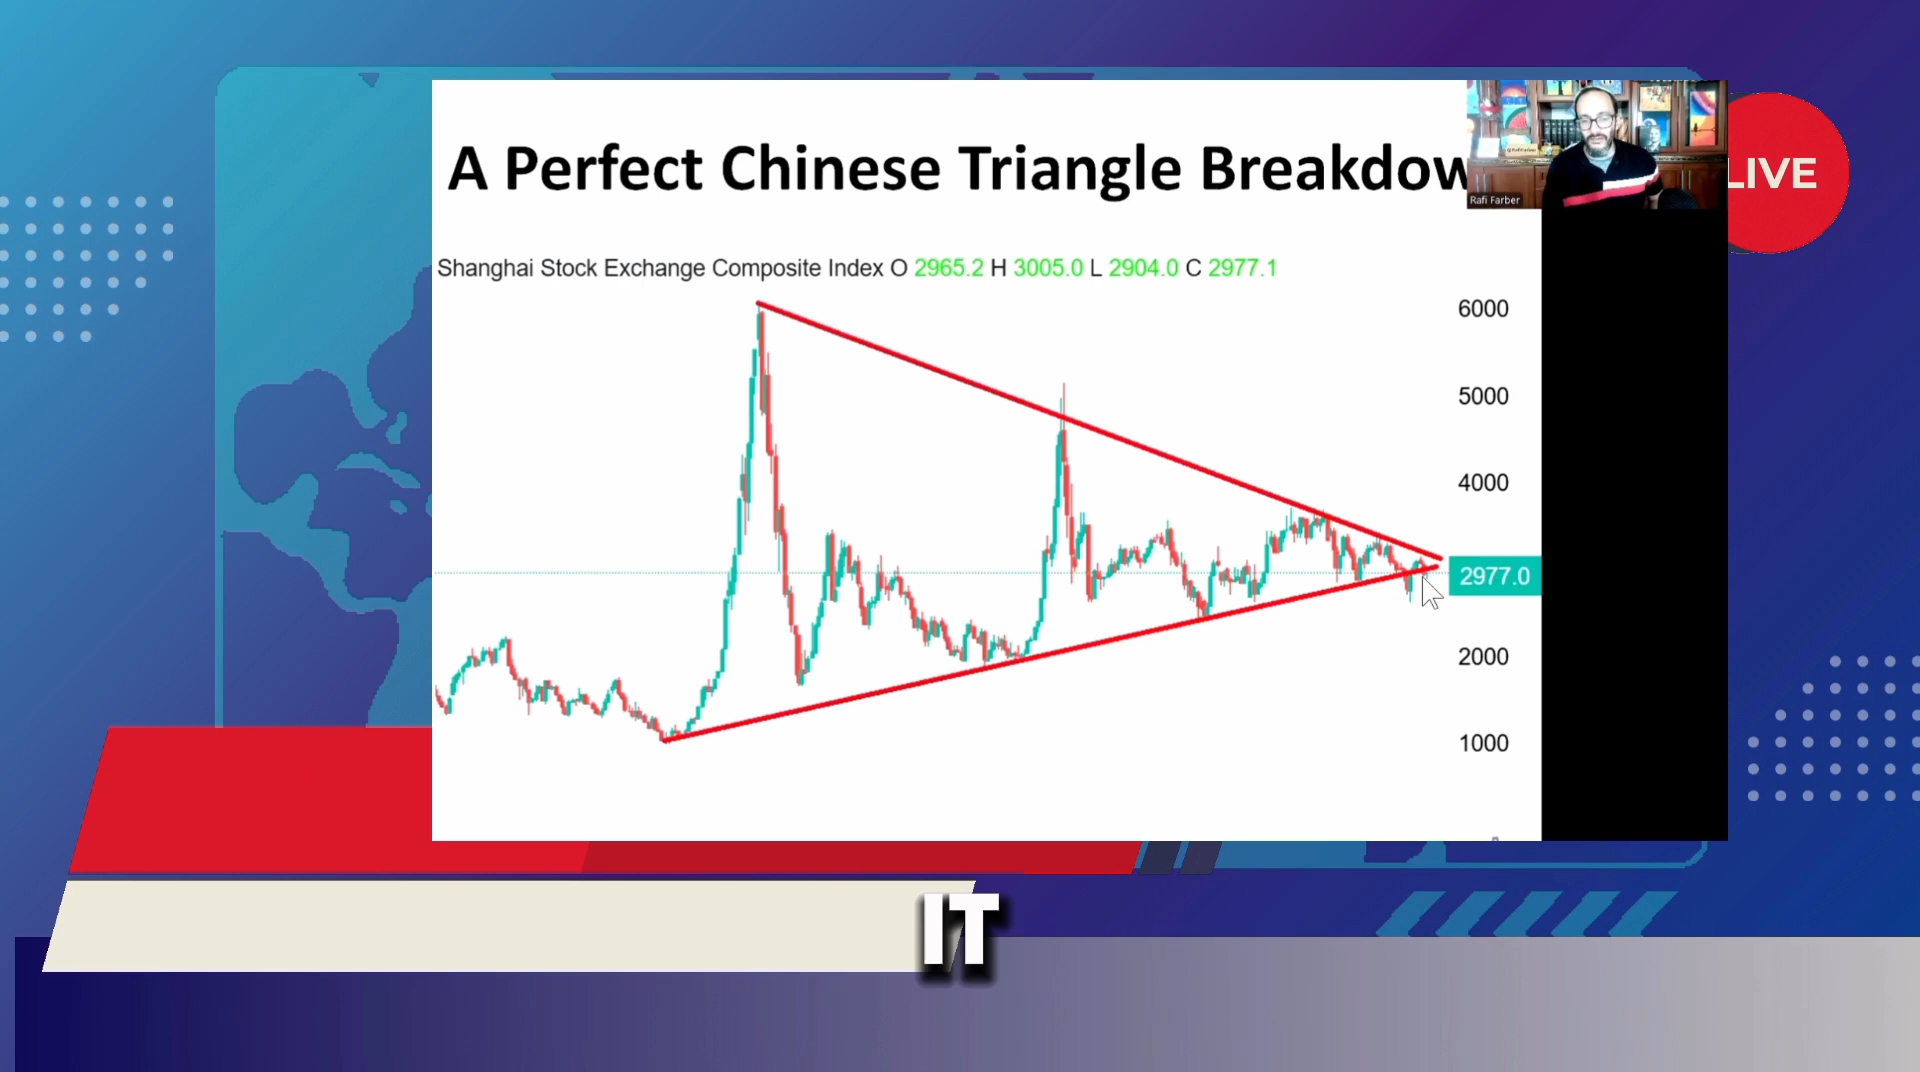 A Perfect Chinese Triangle Breakdow
Rafi Farber
LIVE
Shanghai Stock Exchange Composite Index O 2965.2 H 3005.0 L 2904.0 C 2977.1
6000
5000
4000
2977.0
2000
1000
IT